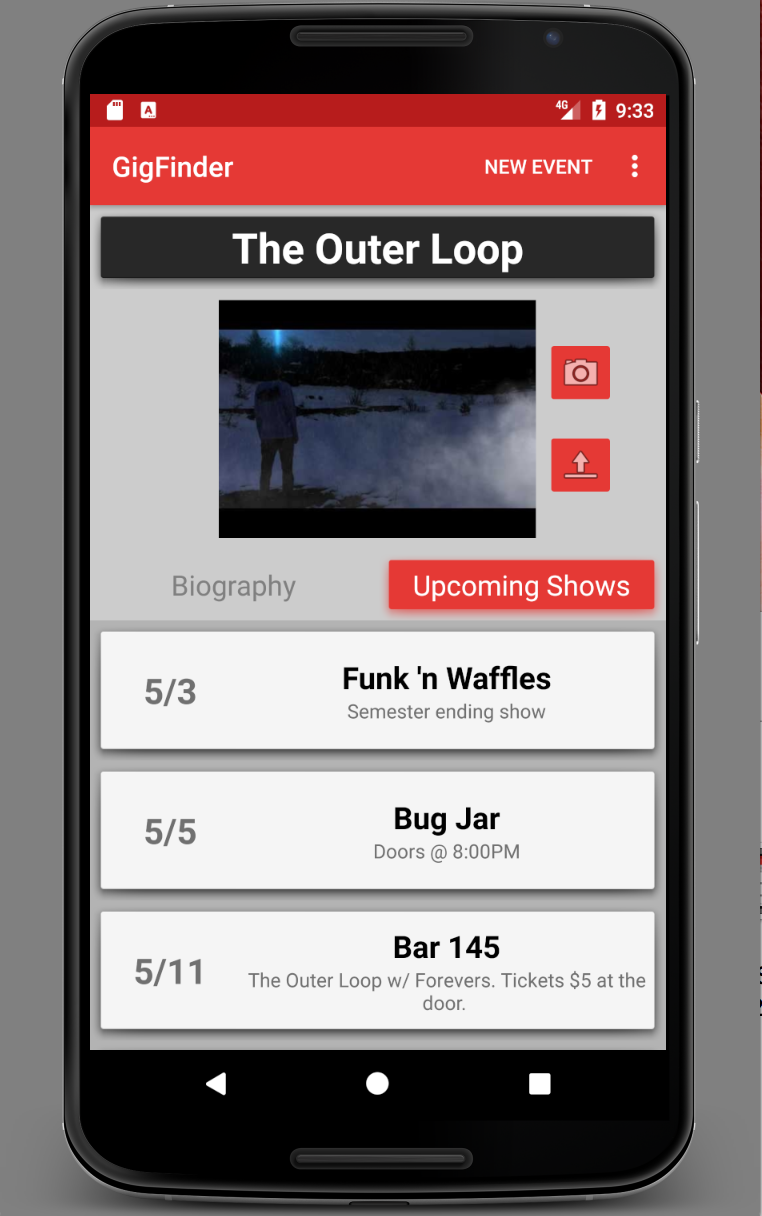 4G 9:33
GigFinder NEW EVENT
The Outer Loop
Biography Upcoming Shows
5/3 Funk 'n Waffles
Semester ending show
5/5 Bug Jar
Doors @ 8:00PM
5/11 Bar 145
The Outer Loop w/ Forevers. Tickets $5 at the
door.